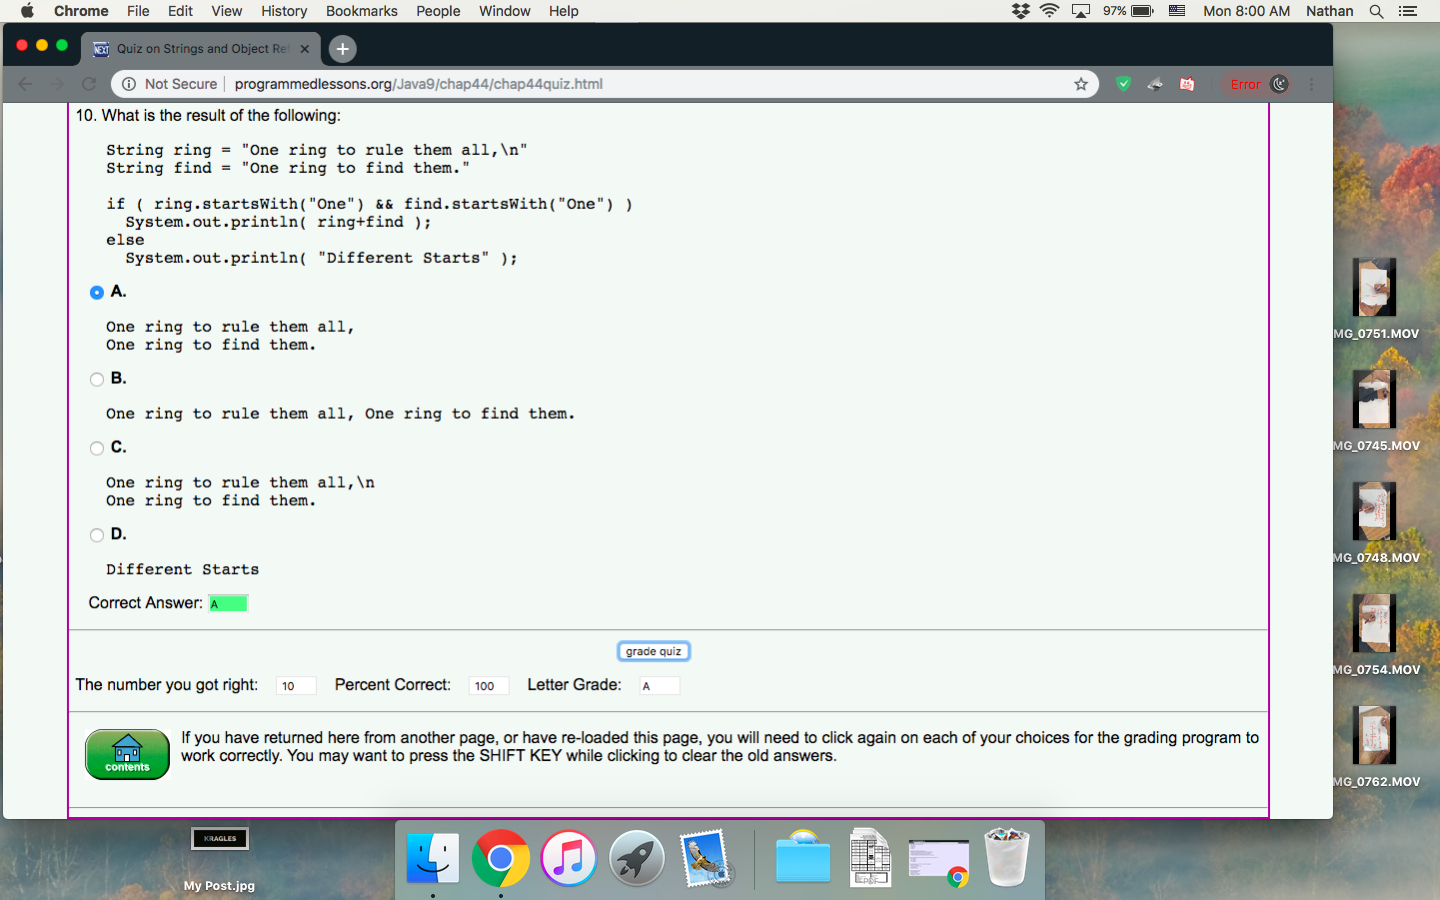 Chrome File Edit View History Bookmarks People Window Help 97% Mon 8:00 AM Nathan
NEXT Quiz on Strings and Object Ref
Not Secure programmedlessons.org/Java9/chap44/chap44quiz.html Error
10. What is the result of the following:
String ring = "One ring to rule them all,\n"
String find = "One ring to find them."
if ( ring.startsWith("One") && find.startsWith("One") )
System.out.println( ring+find );
else
System.out.println( "Different Starts" );
A.
One ring to rule them all,
One ring to find them.
B.
One ring to rule them all, One ring to find them.
C.
One ring to rule them all,\n
One ring to find them.
D.
Different Starts
Correct Answer: A
grade quiz
The number you got right: 10 Percent Correct: 100 Letter Grade: A
If you have returned here from another page, or have re-loaded this page, you will need to click again on each of your choices for the grading program to
work correctly. You may want to press the SHIFT KEY while clicking to clear the old answers.
contents
MG_0751.MOV
MG_0745.MOV
MG_0748.MOV
MG_0754.MOV
MG_0762.MOV
KRAGLES
My Post.jpg